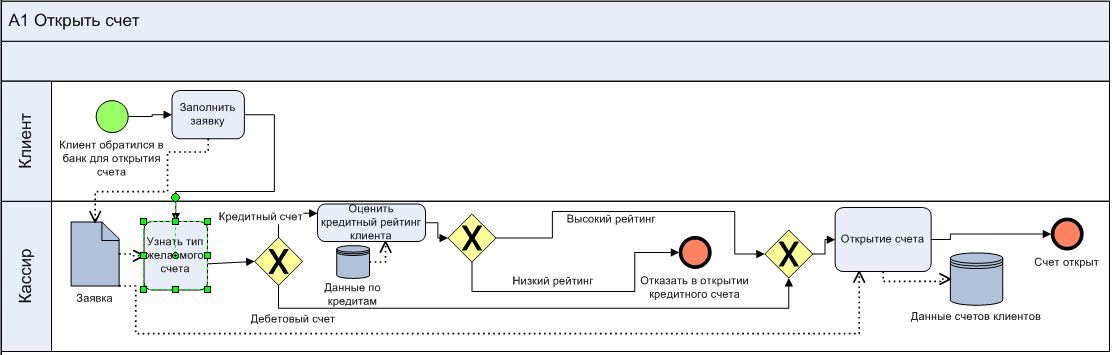 А1 Открыть счет
Клиент
Клиент обратился в
банк для открытия
счета
Заполнить
заявку
Кассир
Заявка
Узнать тип
желаемого
счета
Кредитный счет
Дебетовый счет
Оценить
кредитный рейтинг
клиента
Данные по
кредитам
Высокий рейтинг
Низкий рейтинг
Отказать в открытии
кредитного счета
Открытие счета
Данные счетов клиентов
Счет открыт